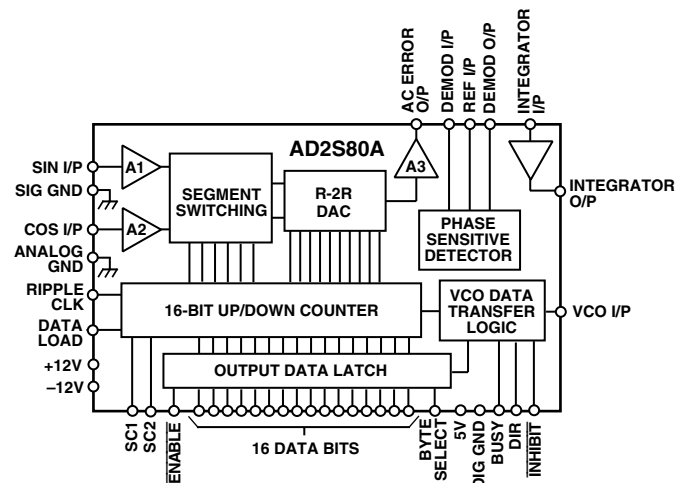 AC ERROR
O/P
DEMOD I/P
REF I/P
DEMOD O/P
INTEGRATOR
I/P
AD2S80A
SIN I/P
A1
SIG GND
COS I/P
A2
ANALOG
GND
SEGMENT
SWITCHING
R-2R
DAC
A3
PHASE
SENSITIVE
DETECTOR
INTEGRATOR
O/P
RIPPLE
CLK
DATA
LOAD
16-BIT UP/DOWN COUNTER
VCO DATA
TRANSFER
LOGIC
VCO I/P
+12V
–12V
OUTPUT DATA LATCH
SC1
SC2
ENABLE
16 DATA BITS
BYTE
SELECT
5V
DIG GND
BUSY
DIR
INHIBIT